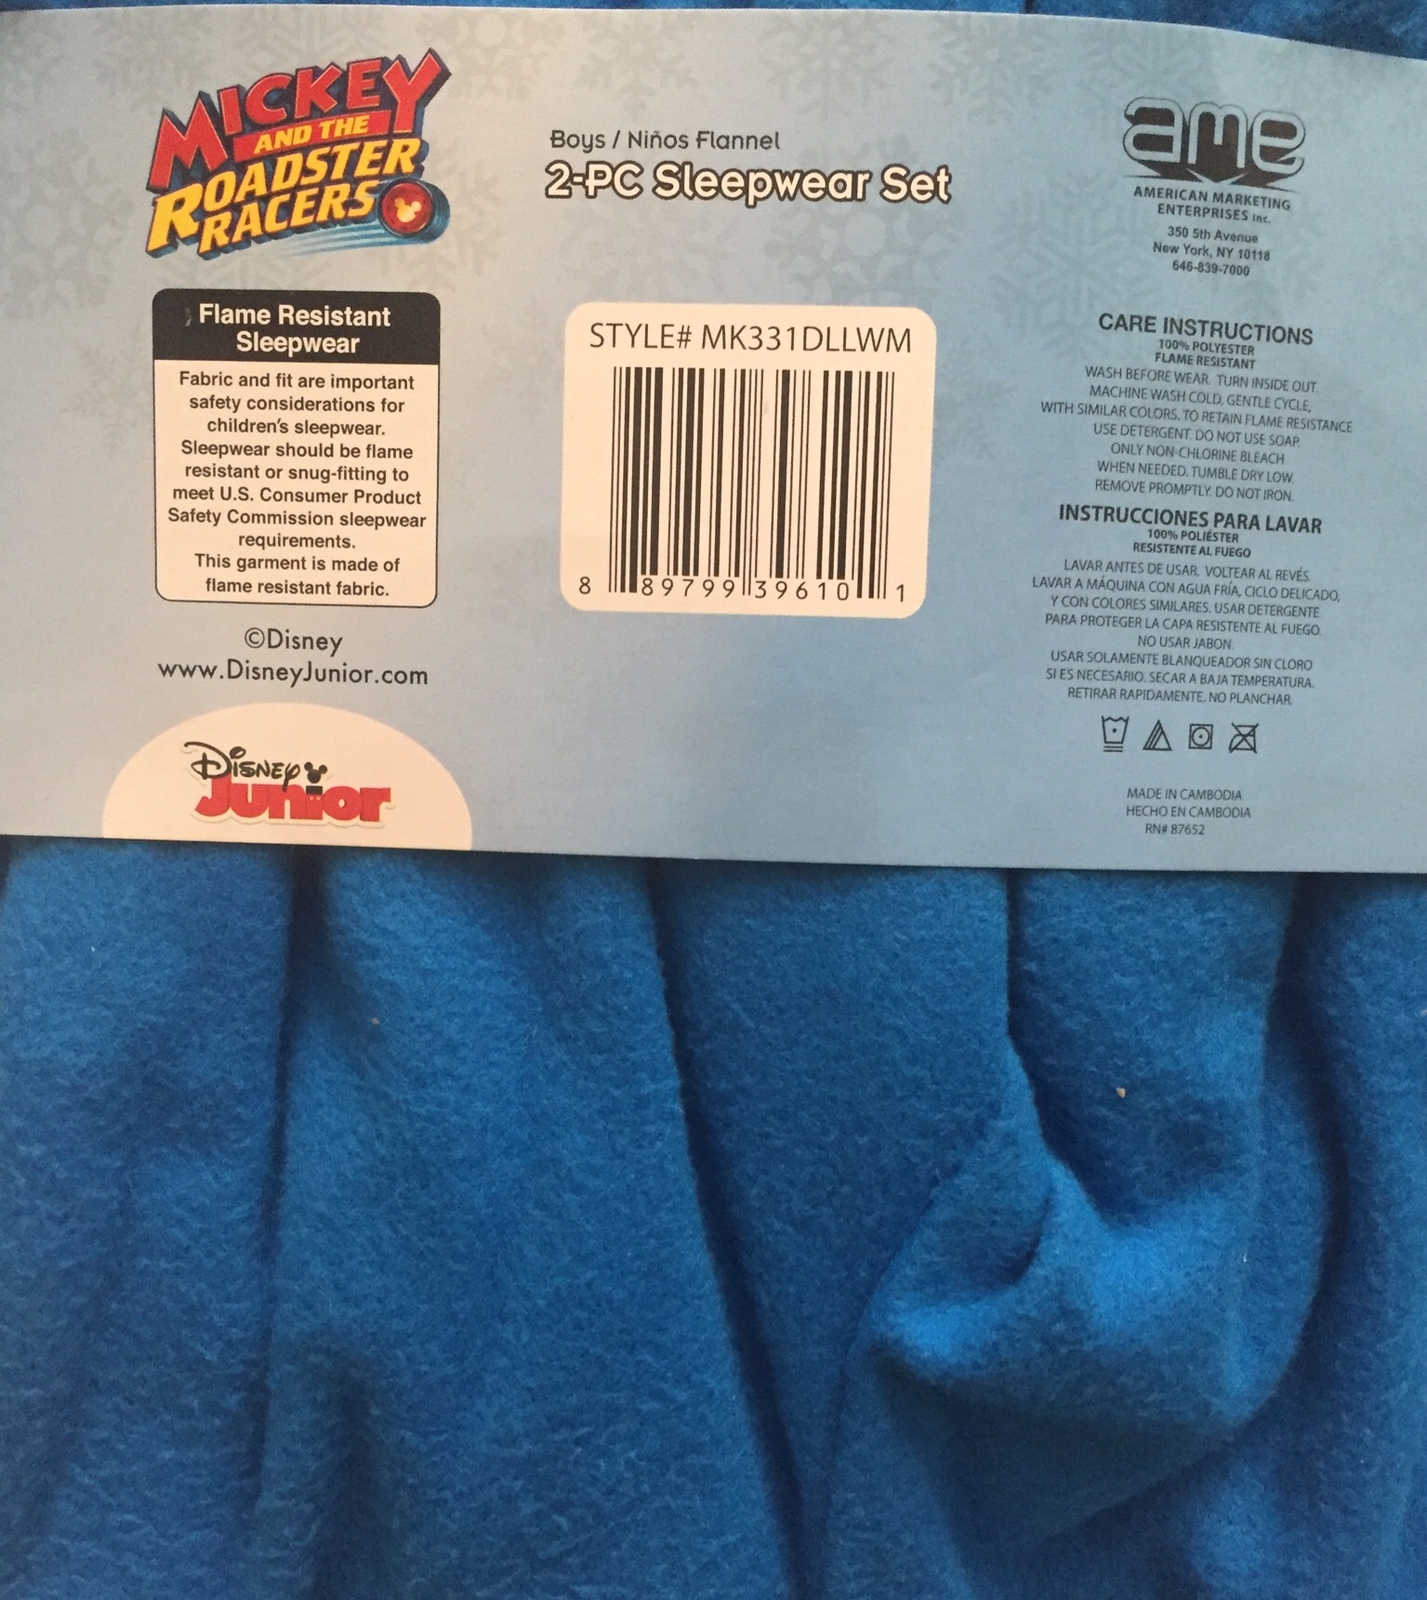 MICKEY
AND THE
ROADSTER
RACERS
Flame Resistant
Sleepwear
Fabric and fit are important
safety considerations for
children's sleepwear.
Sleepwear should be flame
resistant or snug-fitting to
meet U.S. Consumer Product
Safety Commission sleepwear
requirements.
This garment is made of
flame resistant fabric.
©Disney
www.DisneyJunior.com
Disney
Junior
Boys / Niños Flannel
2-PC Sleepwear Set
STYLE# MK331DLLWM
8 89799 39610 1
ame
AMERICAN MARKETING
ENTERPRISES Inc.
350 5th Avenue
New York, NY 10118
646-839-7000
CARE INSTRUCTIONS
100% POLYESTER
FLAME RESISTANT
WASH BEFORE WEAR. TURN INSIDE OUT.
MACHINE WASH COLD, GENTLE CYCLE,
WITH SIMILAR COLORS. TO RETAIN FLAME RESISTANCE
USE DETERGENT. DO NOT USE SOAP.
ONLY NON-CHLORINE BLEACH
WHEN NEEDED. TUMBLE DRY LOW.
REMOVE PROMPTLY. DO NOT IRON.
INSTRUCCIONES PARA LAVAR
100% POLIÉSTER
RESISTENTE AL FUEGO
LAVAR ANTES DE USAR. VOLTEAR AL REVÉS.
LAVAR A MÁQUINA CON AGUA FRÍA, CICLO DELICADO,
Y CON COLORES SIMILARES. USAR DETERGENTE
PARA PROTEGER LA CAPA RESISTENTE AL FUEGO.
NO USAR JABON.
USAR SOLAMENTE BLANQUEADOR SIN CLORO
SI ES NECESARIO. SECAR A BAJA TEMPERATURA.
RETIRAR RAPIDAMENTE. NO PLANCHAR.
MADE IN CAMBODIA
HECHO EN CAMBODIA
RN# 87652